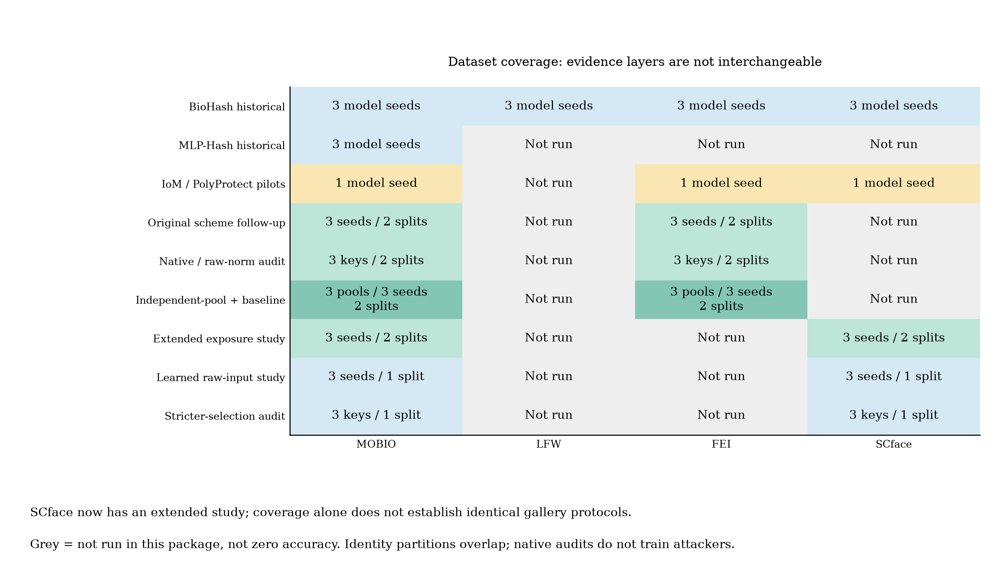 Dataset coverage: evidence layers are not interchangeable
BioHash historical 3 model seeds 3 model seeds 3 model seeds 3 model seeds
MLP-Hash historical 3 model seeds Not run Not run Not run
IoM / PolyProtect pilots 1 model seed Not run 1 model seed 1 model seed
Original scheme follow-up 3 seeds / 2 splits Not run 3 seeds / 2 splits Not run
Native / raw-norm audit 3 keys / 2 splits Not run 3 keys / 2 splits Not run
Independent-pool + baseline 3 pools / 3 seeds 2 splits Not run 3 pools / 3 seeds 2 splits Not run
Extended exposure study 3 seeds / 2 splits Not run Not run 3 seeds / 2 splits
Learned raw-input study 3 seeds / 1 split Not run Not run 3 seeds / 1 split
Stricter-selection audit 3 keys / 1 split Not run Not run 3 keys / 1 split
MOBIO LFW FEI SCface
SCface now has an extended study; coverage alone does not establish identical gallery protocols.
Grey = not run in this package, not zero accuracy. Identity partitions overlap; native audits do not train attackers.